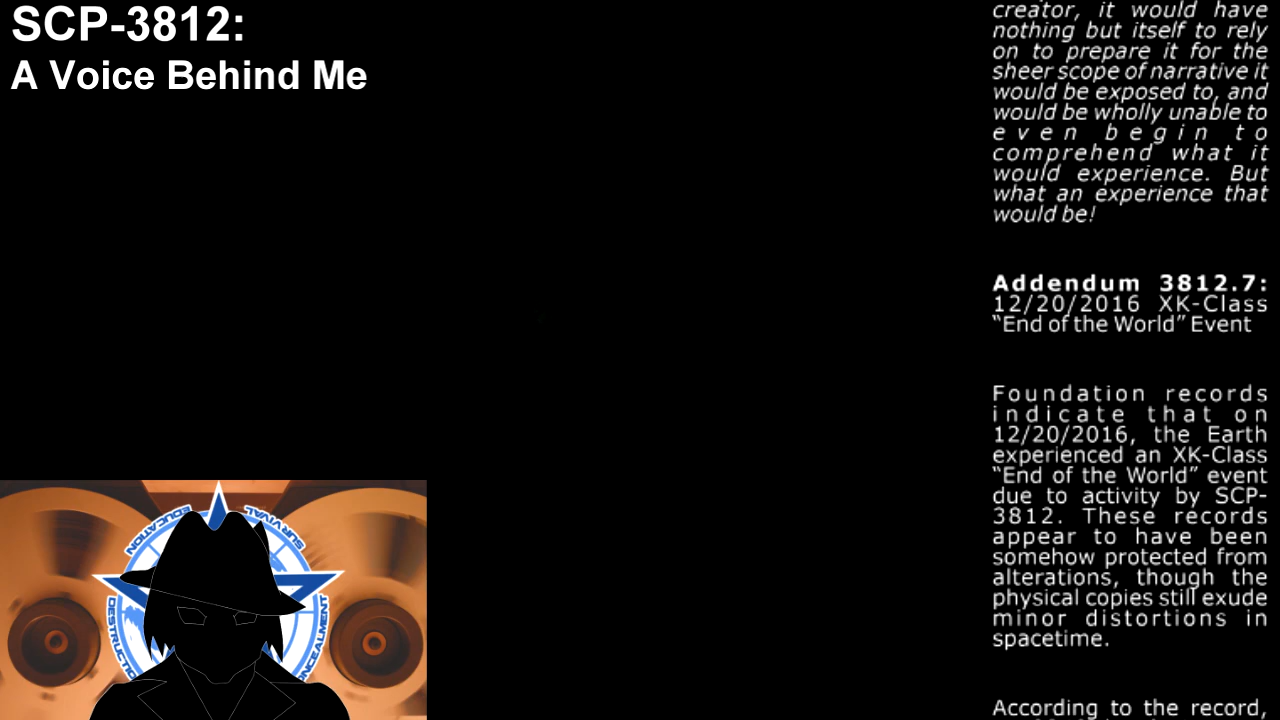 SCP-3812:
A Voice Behind Me
creator, it would have
nothing but itself to rely
on to prepare it for the
sheer scope of narrative it
would be exposed to, and
would be wholly unable to
even begin to
comprehend what it
would experience. But
what an experience that
would be!
Addendum 3812.7:
12/20/2016 XK-Class
“End of the World” Event
Foundation records
indicate that on
12/20/2016, the Earth
experienced an XK-Class
“End of the World” event
due to activity by SCP-
3812. These records
appear to have been
somehow protected from
alterations, though the
physical copies still exude
minor distortions in
spacetime.
According to the record,
EDUCATION
SURVIVAL
DESTRUCTIO
ONCEALMENT